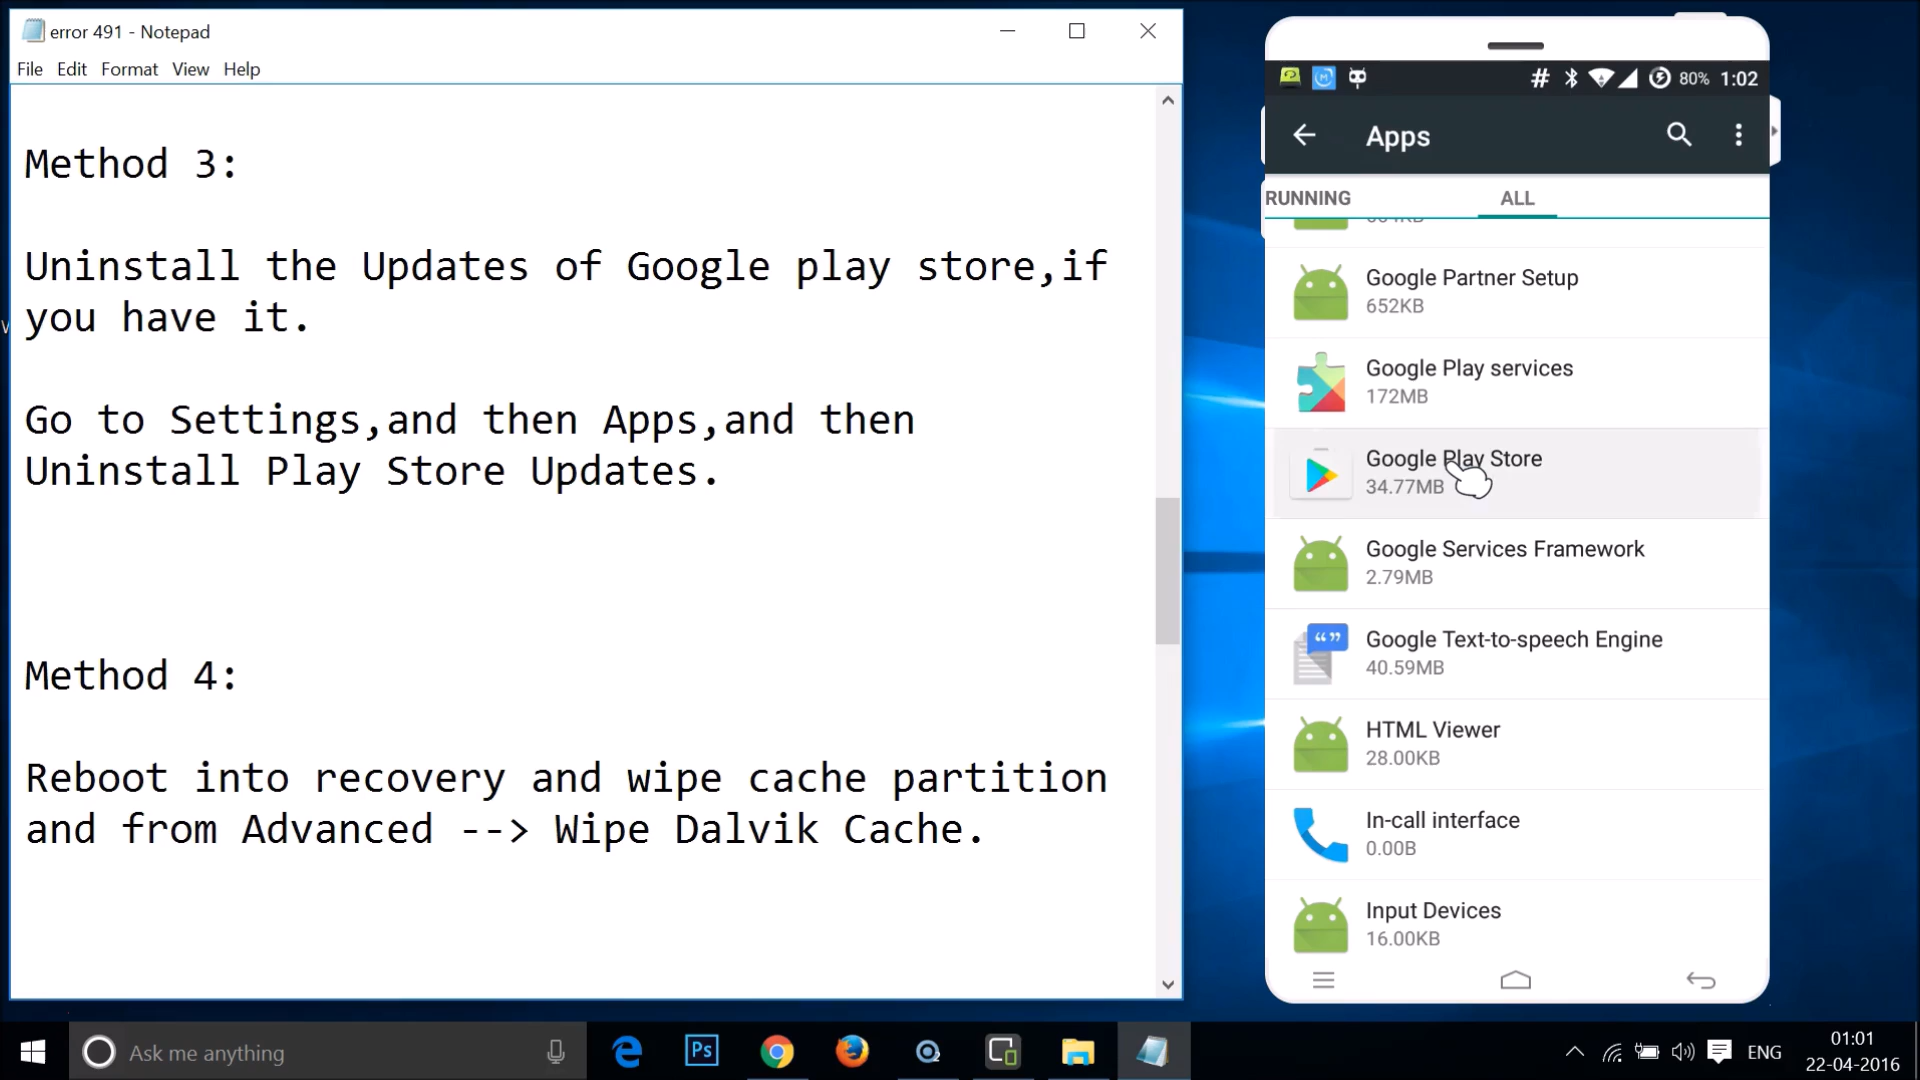 error 491 - Notepad
File Edit Format View Help
Method 3:
Uninstall the Updates of Google play store,if
you have it.
Go to Settings,and then Apps,and then
Uninstall Play Store Updates.
Method 4:
Reboot into recovery and wipe cache partition
and from Advanced --> Wipe Dalvik Cache.
80% 1:02
Apps
RUNNING ALL
Google Partner Setup
652KB
Google Play services
172MB
Google Play Store
34.77MB
Google Services Framework
2.79MB
Google Text-to-speech Engine
40.59MB
HTML Viewer
28.00KB
In-call interface
0.00B
Input Devices
16.00KB
Ask me anything
Ps
ENG
01:01
22-04-2016